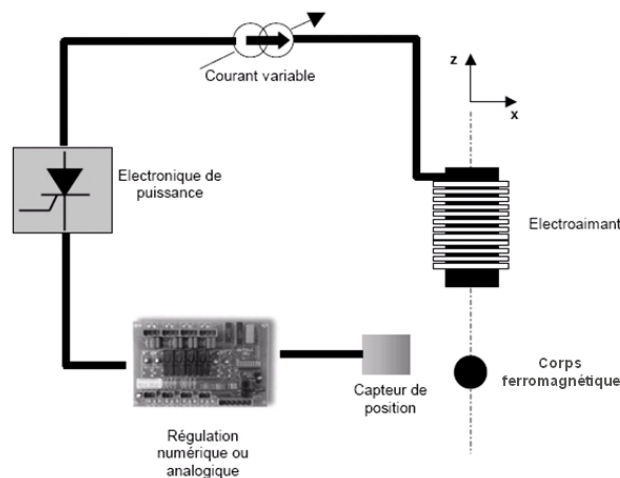 Courant variable
z
x
Electronique de
puissance
Electroaimant
Corps
ferromagnétique
Capteur de
position
Régulation
numérique ou
analogique